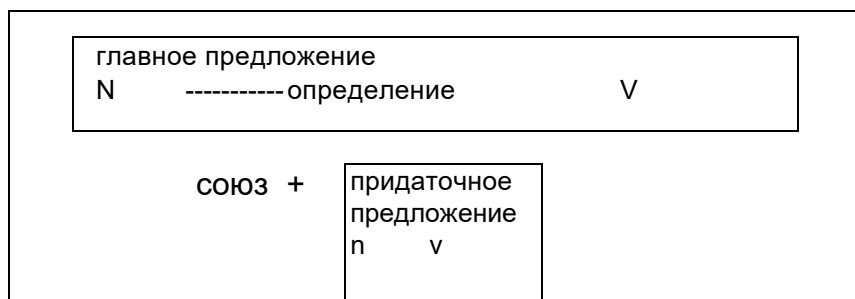 главное предложение
N -----------определение V
союз + придаточное
предложение
n v